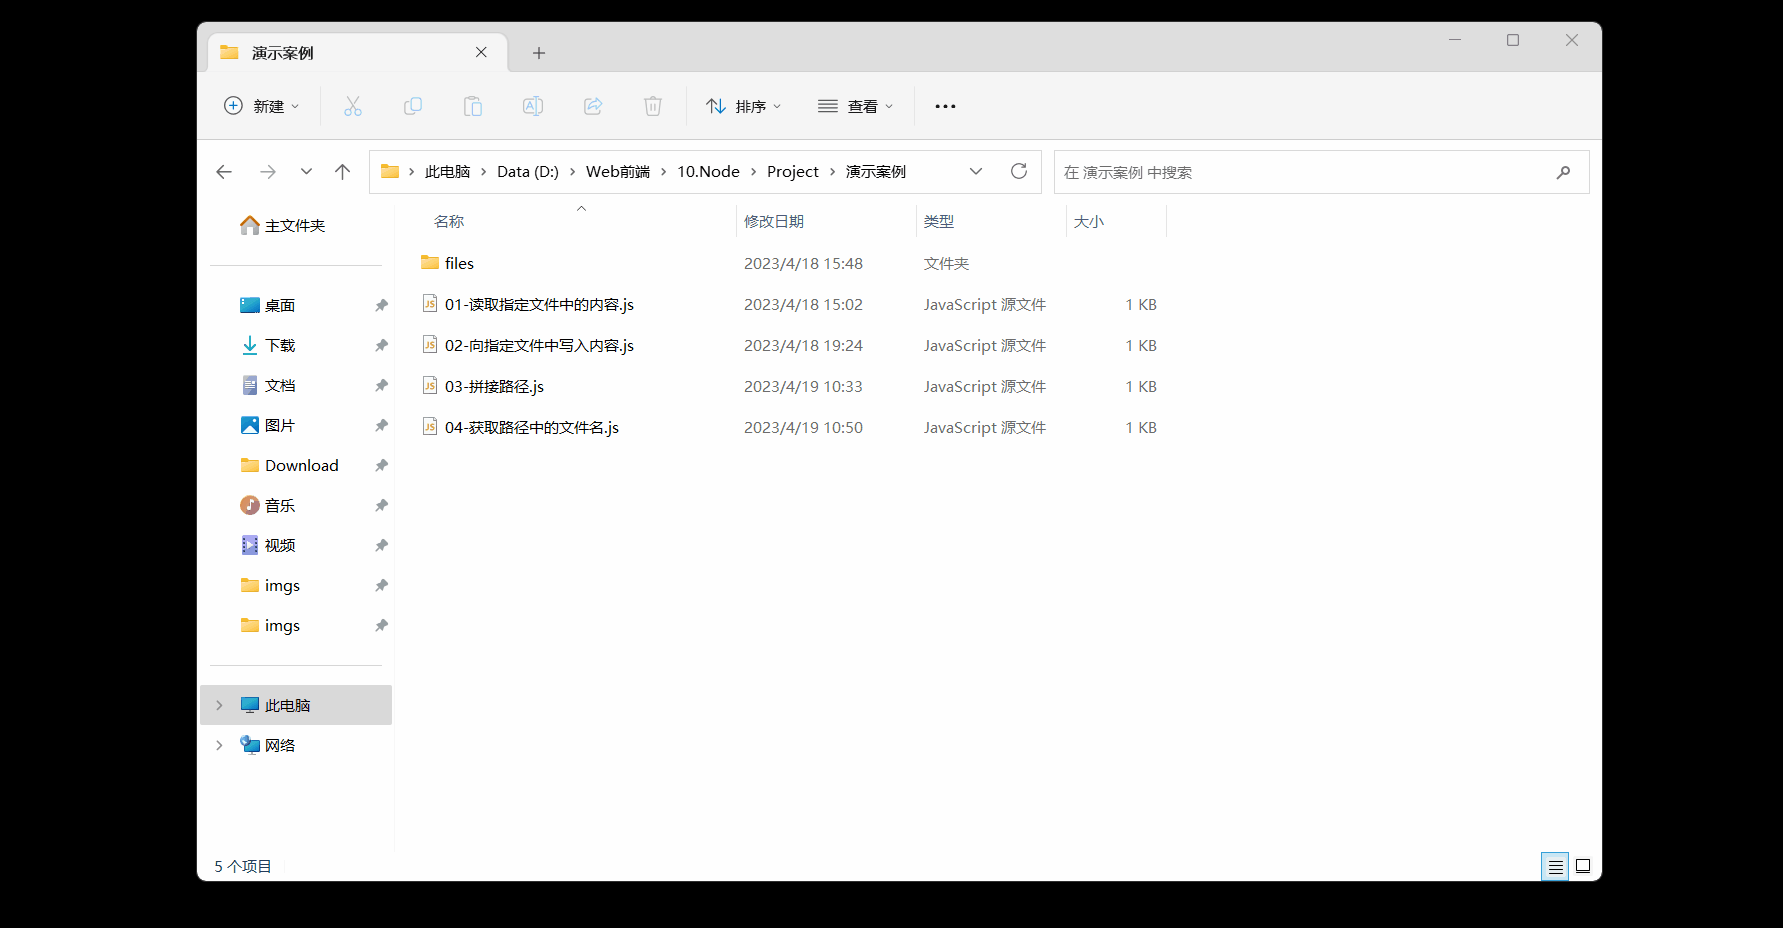 演示案例
新建
排序
查看
此电脑 > Data (D:) > Web前端 > 10.Node > Project > 演示案例
在 演示案例 中搜索
主文件夹
桌面
下载
文档
图片
Download
音乐
视频
imgs
imgs
此电脑
网络
名称 修改日期 类型 大小
files 2023/4/18 15:48 文件夹
01-读取指定文件中的内容.js 2023/4/18 15:02 JavaScript 源文件 1 KB
02-向指定文件中写入内容.js 2023/4/18 19:24 JavaScript 源文件 1 KB
03-拼接路径.js 2023/4/19 10:33 JavaScript 源文件 1 KB
04-获取路径中的文件名.js 2023/4/19 10:50 JavaScript 源文件 1 KB
5 个项目